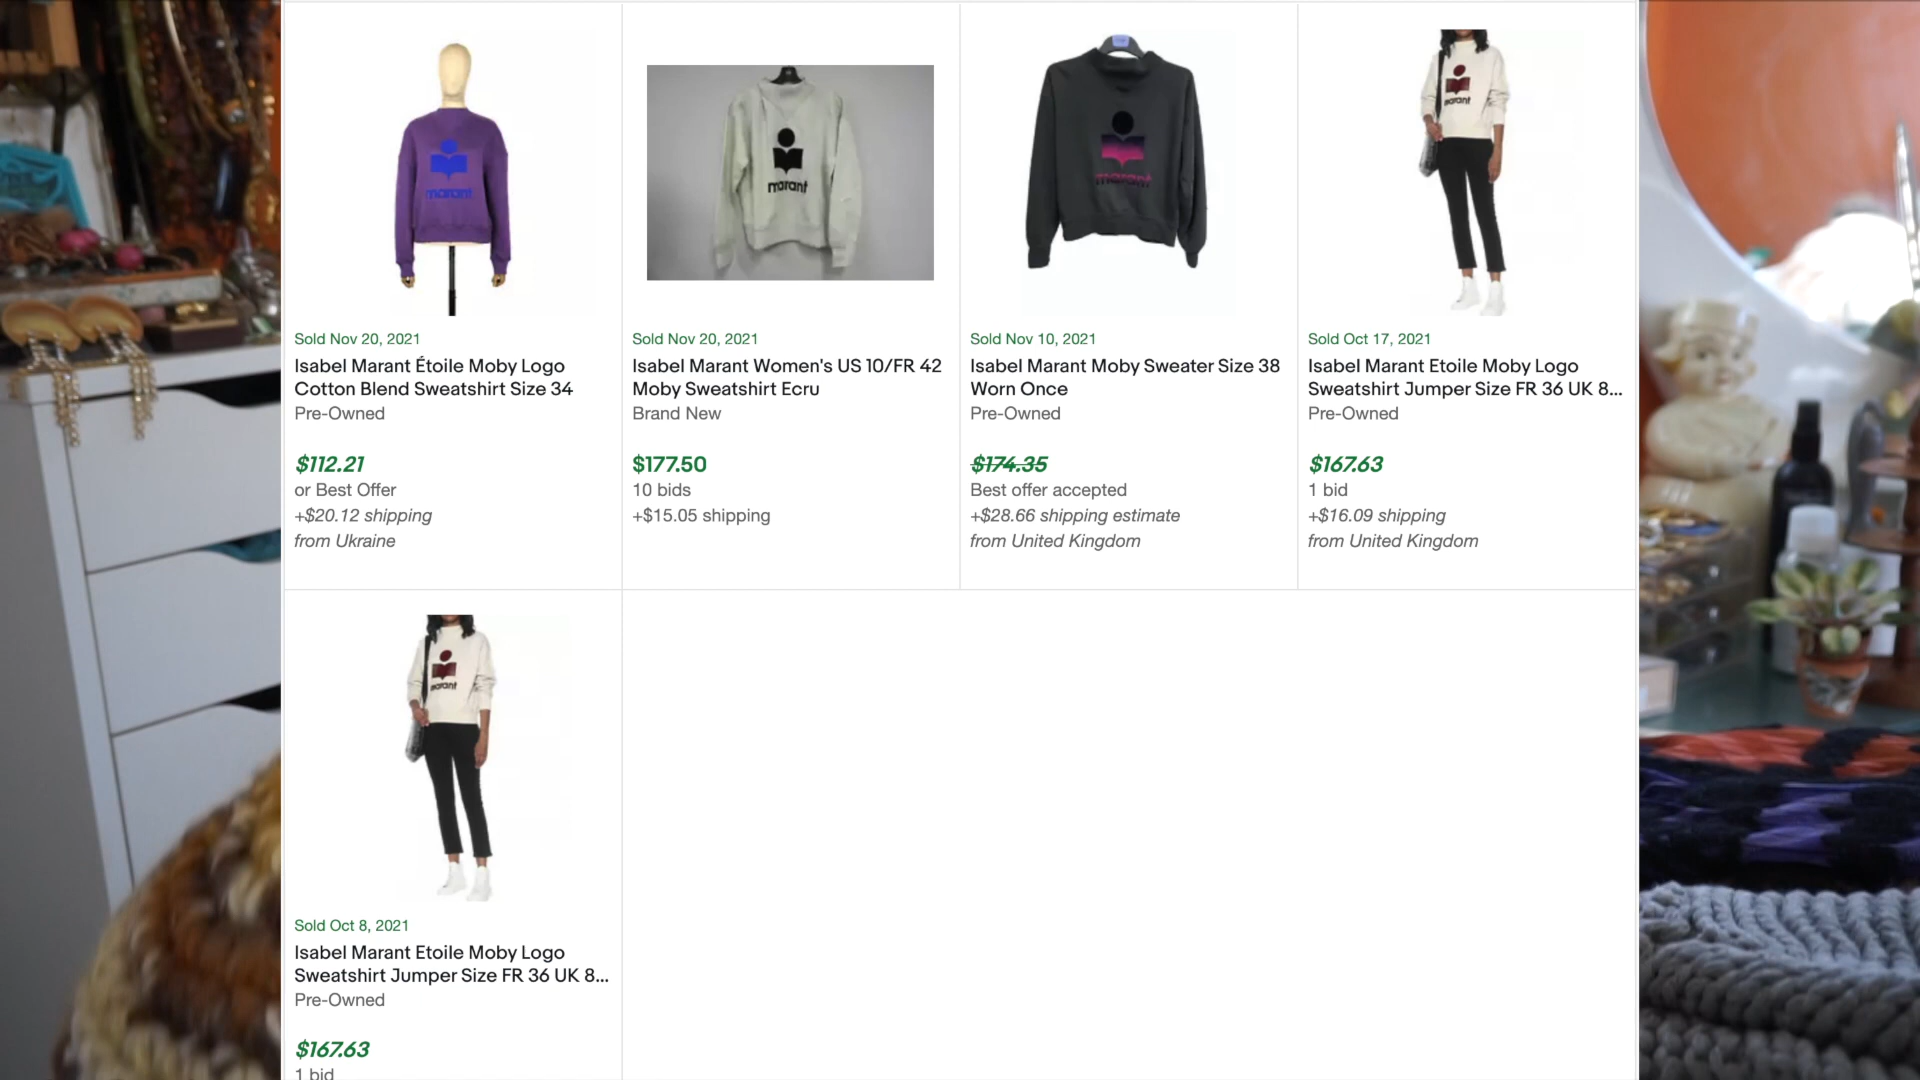 marant
marant
marant
marant
Sold Nov 20, 2021
Isabel Marant Étoile Moby Logo
Cotton Blend Sweatshirt Size 34
Pre-Owned
$112.21
or Best Offer
+$20.12 shipping
from Ukraine
Sold Nov 20, 2021
Isabel Marant Women's US 10/FR 42
Moby Sweatshirt Ecru
Brand New
$177.50
10 bids
+$15.05 shipping
Sold Nov 10, 2021
Isabel Marant Moby Sweater Size 38
Worn Once
Pre-Owned
$174.35
Best offer accepted
+$28.66 shipping estimate
from United Kingdom
Sold Oct 17, 2021
Isabel Marant Etoile Moby Logo
Sweatshirt Jumper Size FR 36 UK 8...
Pre-Owned
$167.63
1 bid
+$16.09 shipping
from United Kingdom
marant
Sold Oct 8, 2021
Isabel Marant Etoile Moby Logo
Sweatshirt Jumper Size FR 36 UK 8...
Pre-Owned
$167.63
1 bid